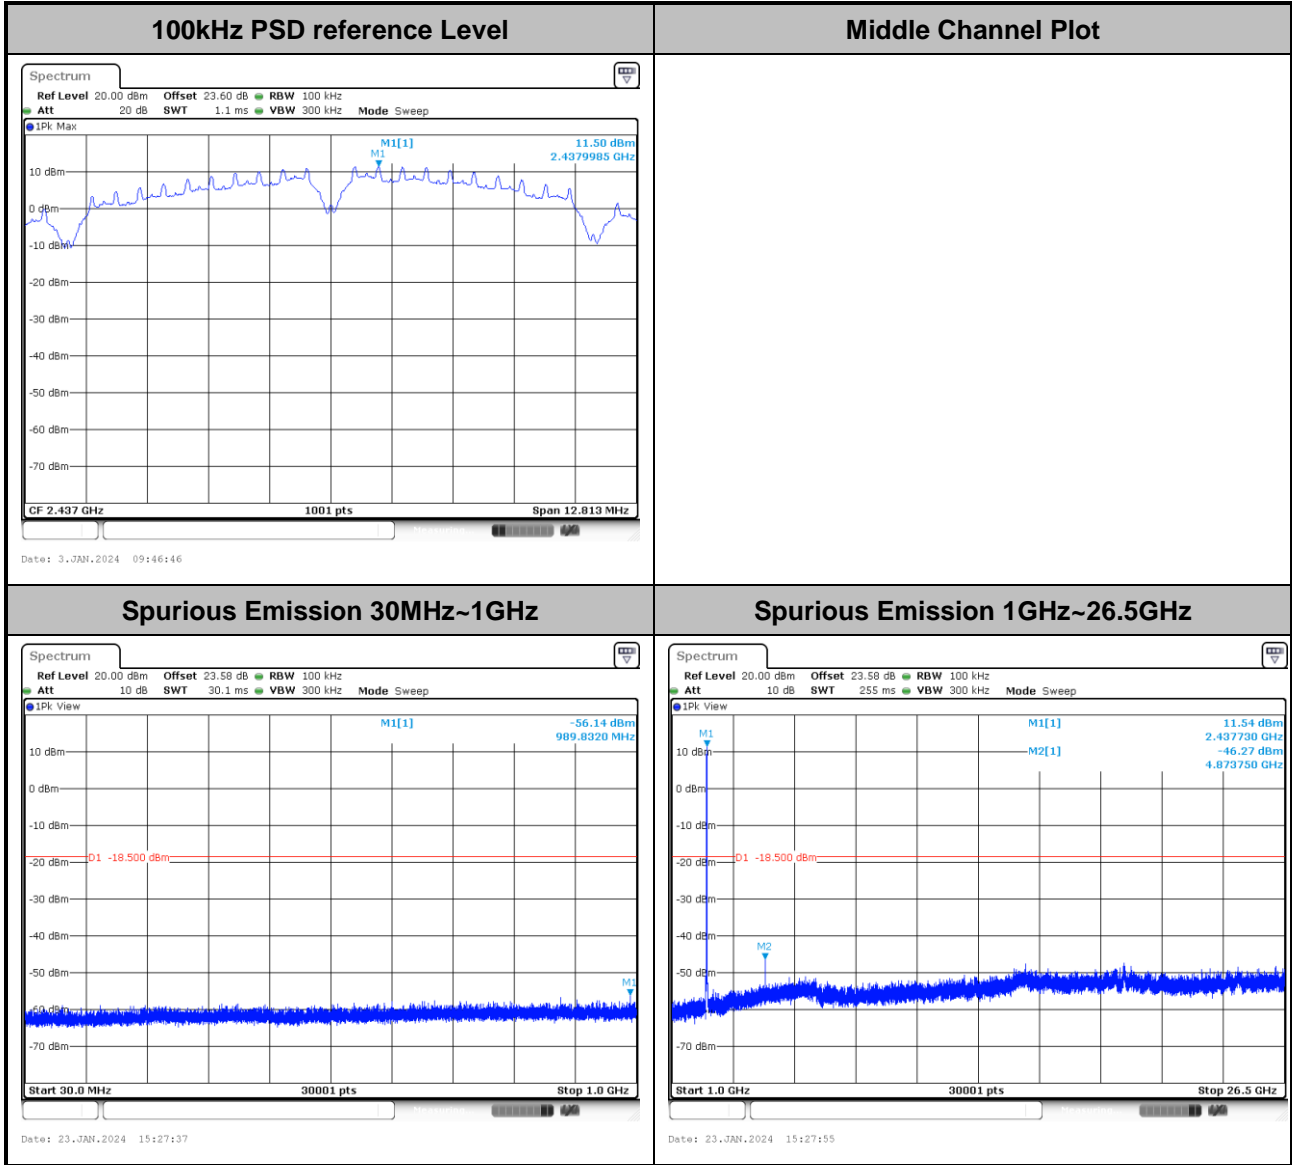 100kHz PSD reference Level
Middle Channel Plot
Spectrum
Ref Level 20.00 dBm Offset 23.60 dB RBW 100 kHz
Att 20 dB SWT 1.1 ms VBW 300 kHz Mode Sweep
1Pk Max
M1[1] 11.50 dBm
M1
2.4379985 GHz
10 dBm
0 dBm
-10 dBm
-20 dBm
-30 dBm
-40 dBm
-50 dBm
-60 dBm
-70 dBm
CF 2.437 GHz 1001 pts Span 12.813 MHz
Date: 3.JAN.2024 09:46:46
Spurious Emission 30MHz~1GHz
Spurious Emission 1GHz~26.5GHz
Spectrum
Ref Level 20.00 dBm Offset 23.58 dB RBW 100 kHz
Att 10 dB SWT 30.1 ms VBW 300 kHz Mode Sweep
1Pk View
M1[1] -56.14 dBm
989.8320 MHz
10 dBm
0 dBm
-10 dBm
D1 -18.500 dBm
-20 dBm
-30 dBm
-40 dBm
-50 dBm
M1
-60 dBm
-70 dBm
Start 30.0 MHz 30001 pts Stop 1.0 GHz
Date: 23.JAN.2024 15:27:37
Spectrum
Ref Level 20.00 dBm Offset 23.58 dB RBW 100 kHz
Att 10 dB SWT 255 ms VBW 300 kHz Mode Sweep
1Pk View
M1[1] 11.54 dBm
M1
2.437730 GHz
10 dBm
M2[1] -46.27 dBm
4.873750 GHz
0 dBm
-10 dBm
D1 -18.500 dBm
-20 dBm
-30 dBm
-40 dBm
M2
-50 dBm
-70 dBm
Start 1.0 GHz 30001 pts Stop 26.5 GHz
Date: 23.JAN.2024 15:27:55